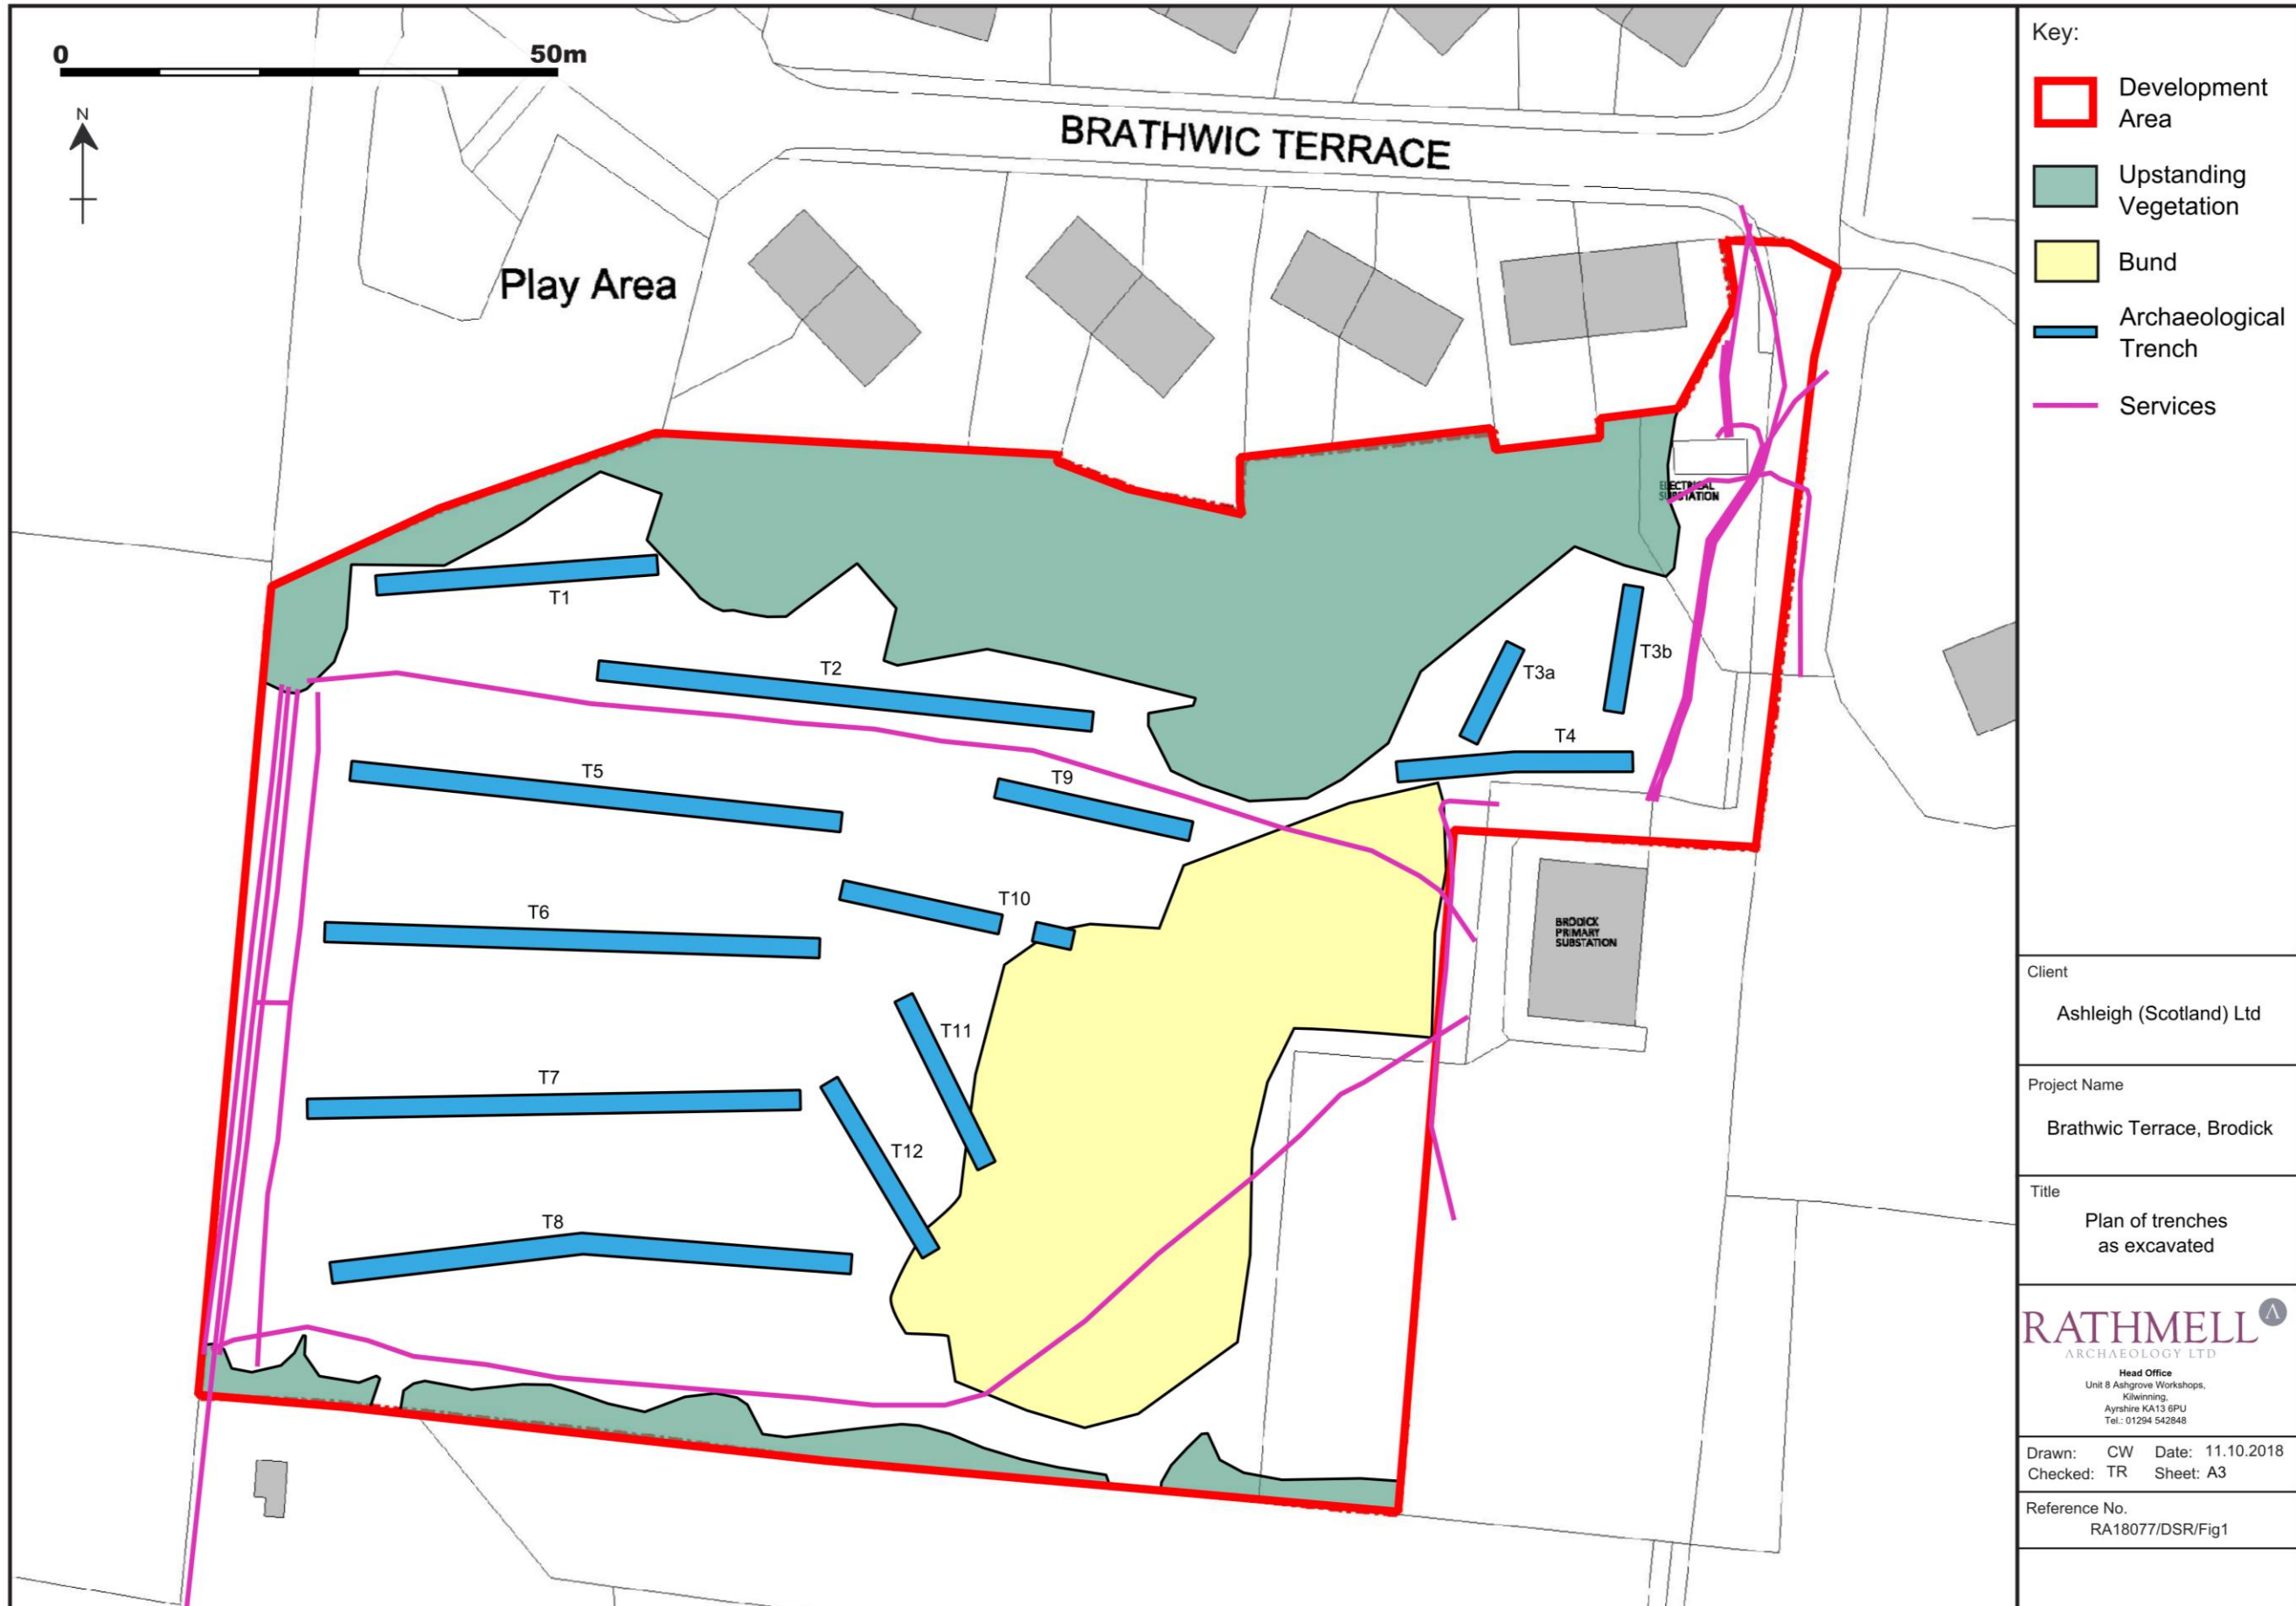 0 50m
N
BRATHWIC TERRACE
Play Area
ELECTRICAL
SUBSTATION
T1
T2
T3a
T3b
T4
T5
T9
T6
T10
T11
T7
T12
T8
BRODICK
PRIMARY
SUBSTATION
Key:
Development
Area
Upstanding
Vegetation
Bund
Archaeological
Trench
Services
Client
Ashleigh (Scotland) Ltd
Project Name
Brathwic Terrace, Brodick
Title
Plan of trenches
as excavated
RATHMELL
ARCHAEOLOGY LTD
Head Office
Unit 8 Ashgrove Workshops,
Kilwinning,
Ayrshire KA13 6PU
Tel.: 01294 542848
Drawn: CW Date: 11.10.2018
Checked: TR Sheet: A3
Reference No.
RA18077/DSR/Fig1